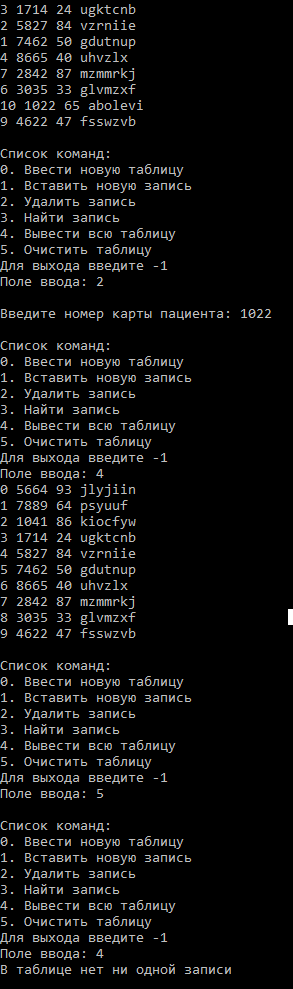 3 1714 24 ugktcnb
2 5827 84 vzrniie
1 7462 50 gdutnup
4 8665 40 uhvzlx
7 2842 87 mzmmrkj
6 3035 33 glvmzxf
10 1022 65 abolevi
9 4622 47 fsswzvb

Список команд:
0. Ввести новую таблицу
1. Вставить новую запись
2. Удалить запись
3. Найти запись
4. Вывести всю таблицу
5. Очистить таблицу
Для выхода введите -1
Поле ввода: 2

Введите номер карты пациента: 1022

Список команд:
0. Ввести новую таблицу
1. Вставить новую запись
2. Удалить запись
3. Найти запись
4. Вывести всю таблицу
5. Очистить таблицу
Для выхода введите -1
Поле ввода: 4
0 5664 93 jlyjiin
1 7889 64 psyuuf
2 1041 86 kiocfyw
3 1714 24 ugktcnb
4 5827 84 vzrniie
5 7462 50 gdutnup
6 8665 40 uhvzlx
7 2842 87 mzmmrkj
8 3035 33 glvmzxf
9 4622 47 fsswzvb

Список команд:
0. Ввести новую таблицу
1. Вставить новую запись
2. Удалить запись
3. Найти запись
4. Вывести всю таблицу
5. Очистить таблицу
Для выхода введите -1
Поле ввода: 5

Список команд:
0. Ввести новую таблицу
1. Вставить новую запись
2. Удалить запись
3. Найти запись
4. Вывести всю таблицу
5. Очистить таблицу
Для выхода введите -1
Поле ввода: 4
В таблице нет ни одной записи